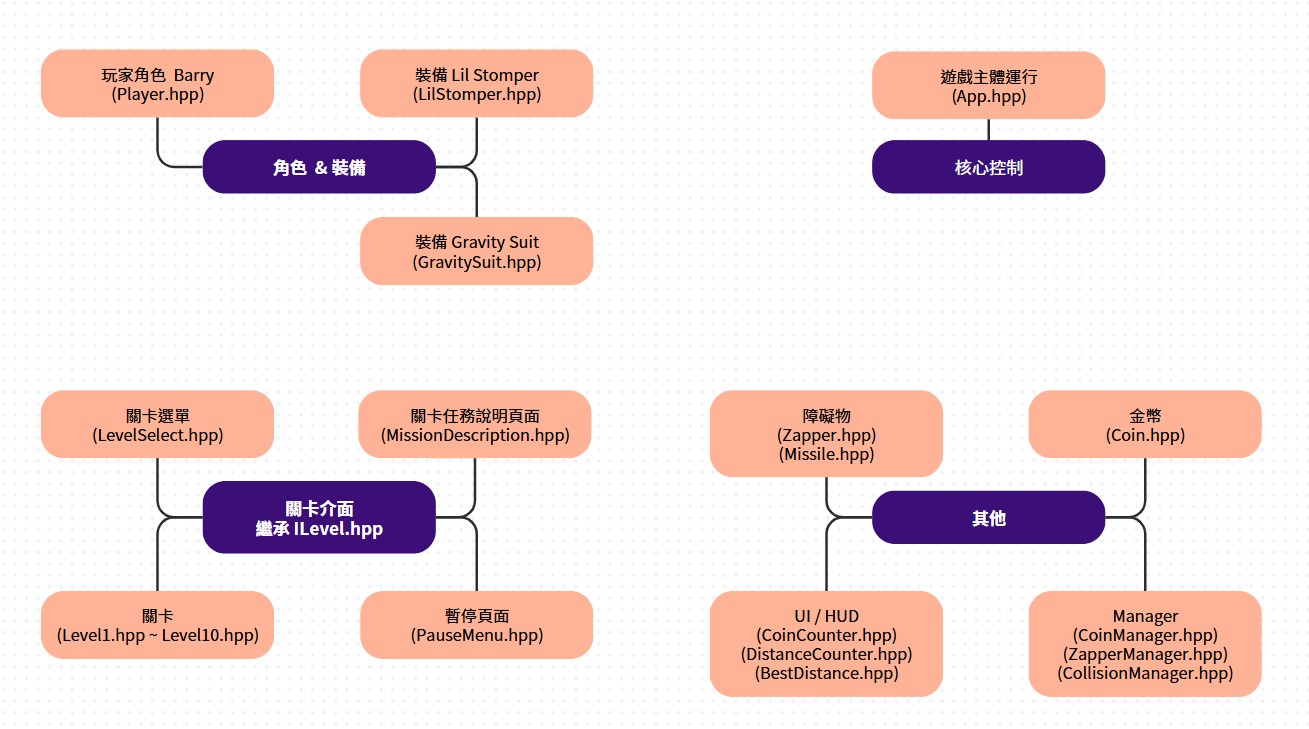 玩家角色 Barry
(Player.hpp)
裝備 Lil Stomper
(LilStomper.hpp)
角色 & 裝備
裝備 Gravity Suit
(GravitySuit.hpp)
遊戲主體運行
(App.hpp)
核心控制
關卡選單
(LevelSelect.hpp)
關卡任務說明頁面
(MissionDescription.hpp)
關卡介面
繼承 ILevel.hpp
關卡
(Level1.hpp ~ Level10.hpp)
暫停頁面
(PauseMenu.hpp)
障礙物
(Zapper.hpp)
(Missile.hpp)
金幣
(Coin.hpp)
其他
UI / HUD
(CoinCounter.hpp)
(DistanceCounter.hpp)
(BestDistance.hpp)
Manager
(CoinManager.hpp)
(ZapperManager.hpp)
(CollisionManager.hpp)